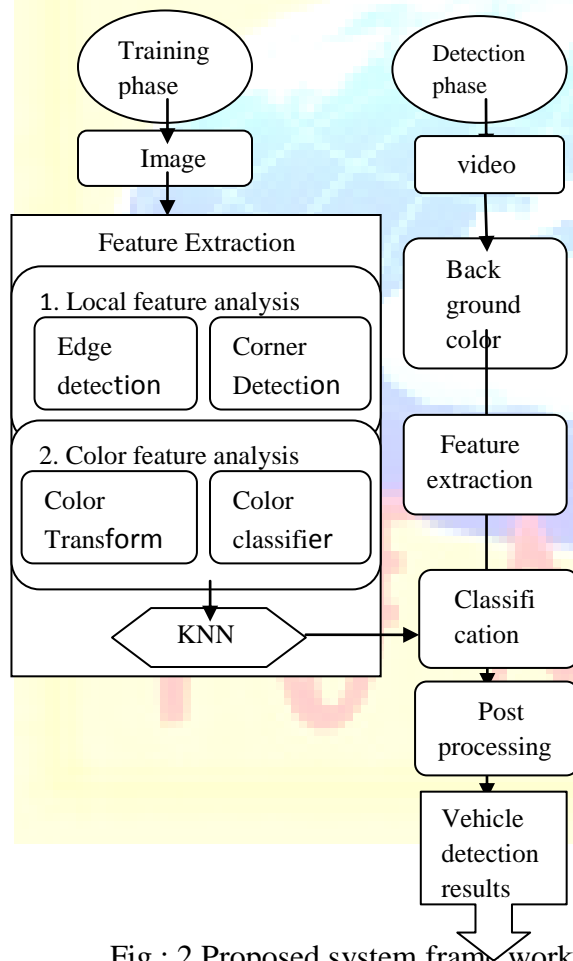 Training
phase
Image
Feature Extraction
1. Local feature analysis
Edge
detection
Corner
Detection
2. Color feature analysis
Color
Transform
Color
classifier
KNN
Detection
phase
video
Back
ground
color
Feature
extraction
Classifi
cation
Post
processing
Vehicle
detection
results
Fig : 2 Proposed system frame work